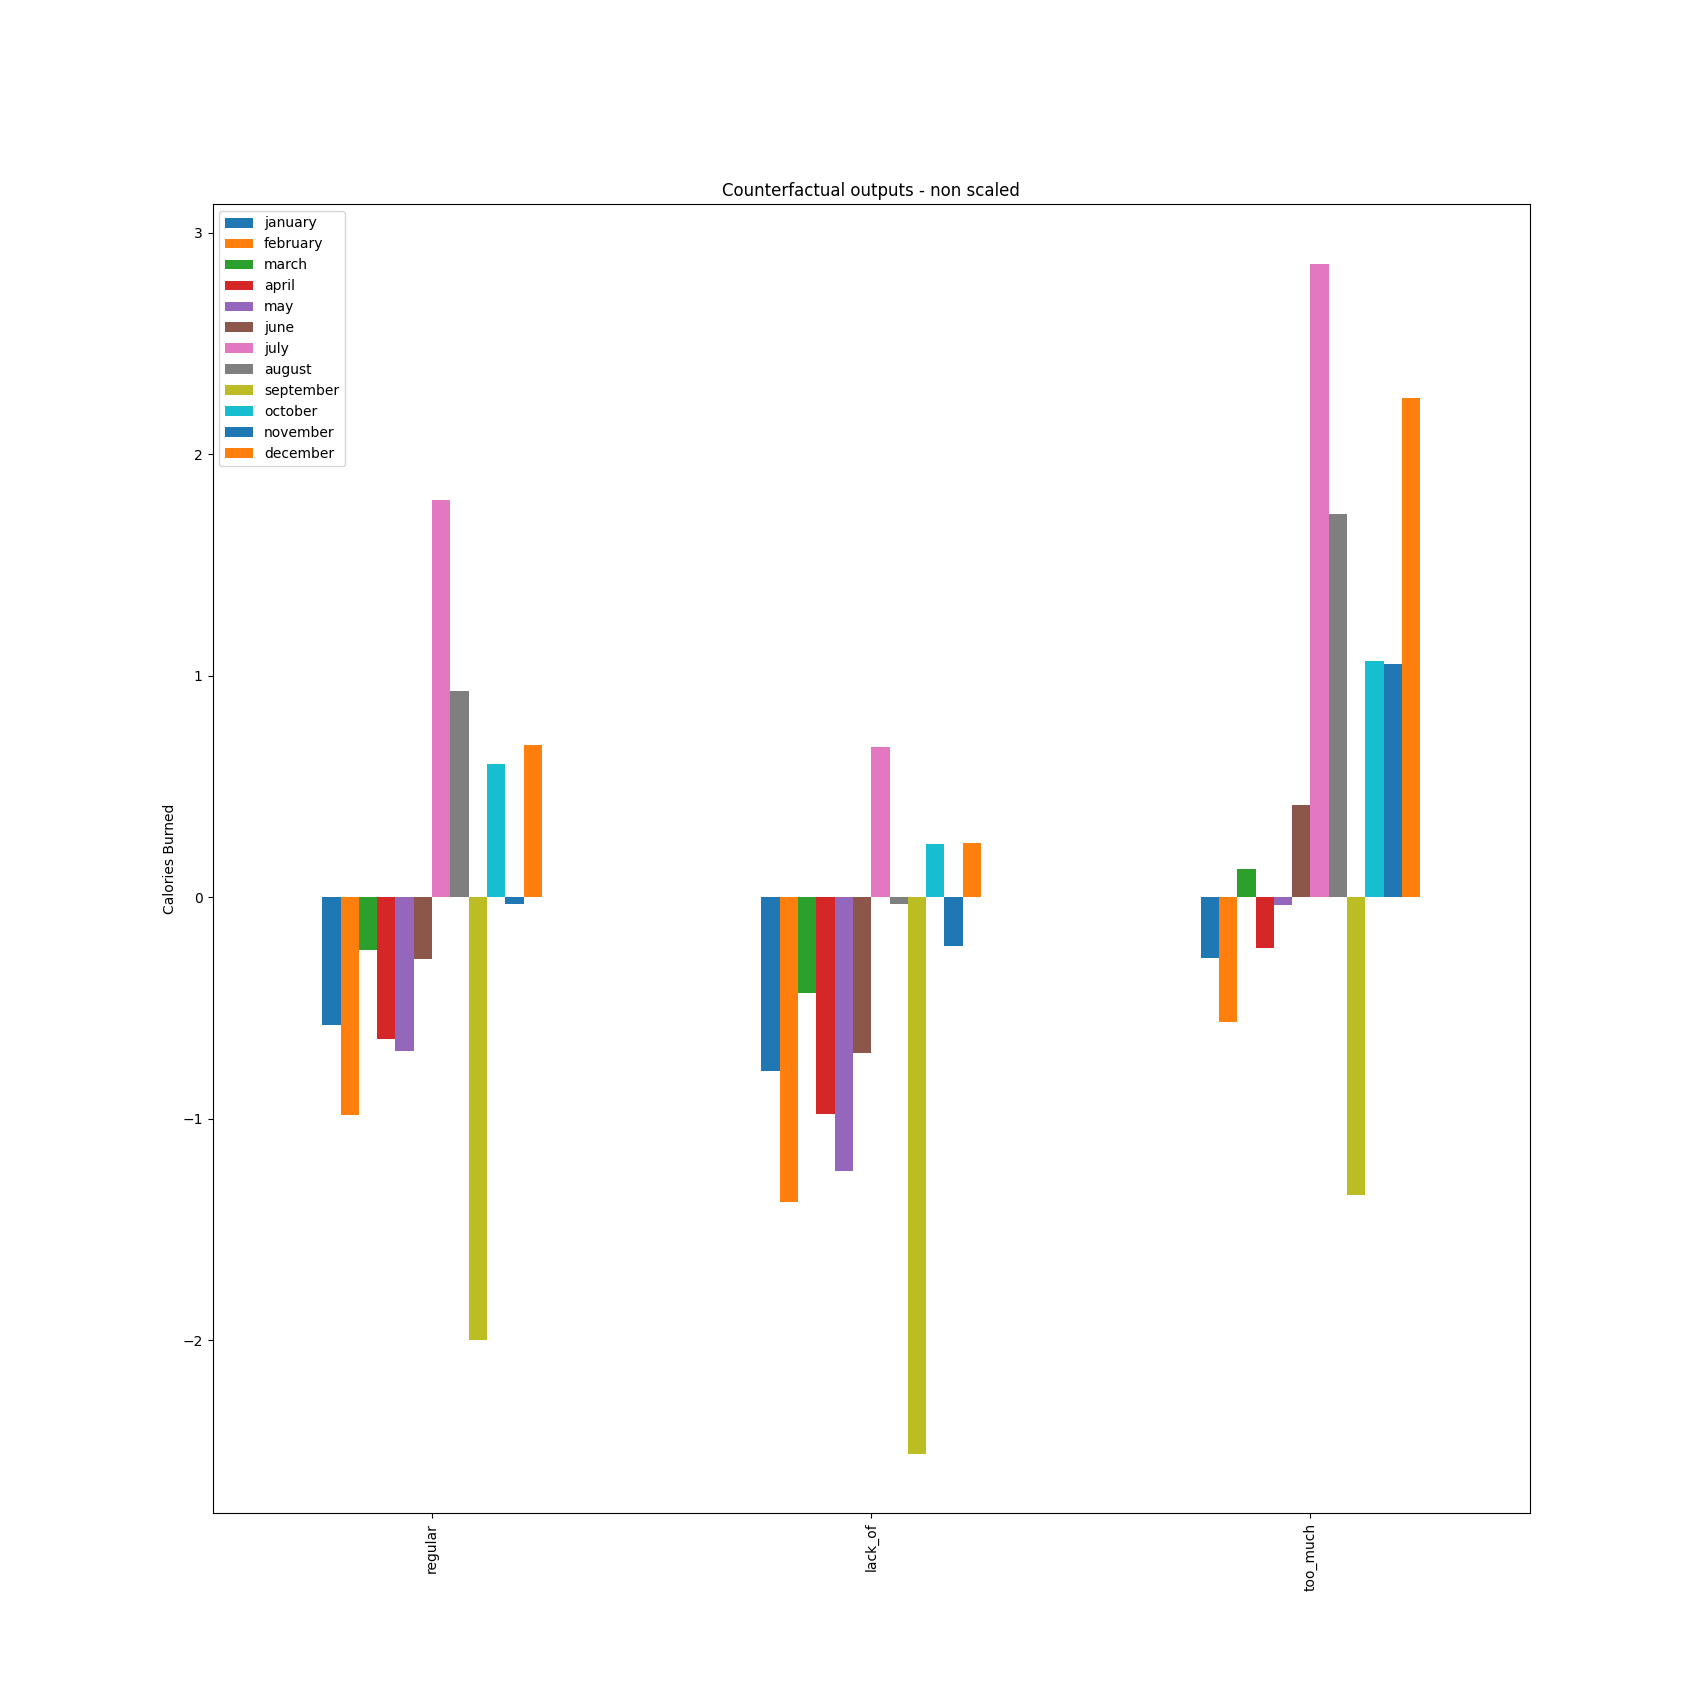 Counterfactual outputs - non scaled
january
february
march
april
may
june
july
august
september
october
november
december
3
2
1
0
−1
−2
Calories Burned
regular
lack_of
too_much